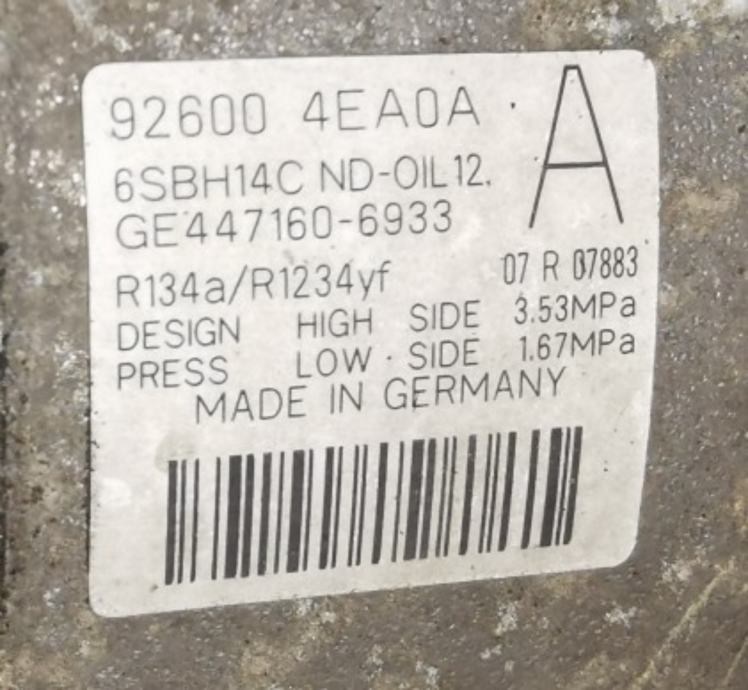 92600 4EA0A A
6SBH14C ND-OIL12.
GE447160-6933
R134a/R1234yf 07 R 07883
DESIGN HIGH SIDE 3.53MPa
PRESS LOW SIDE 1.67MPa
MADE IN GERMANY